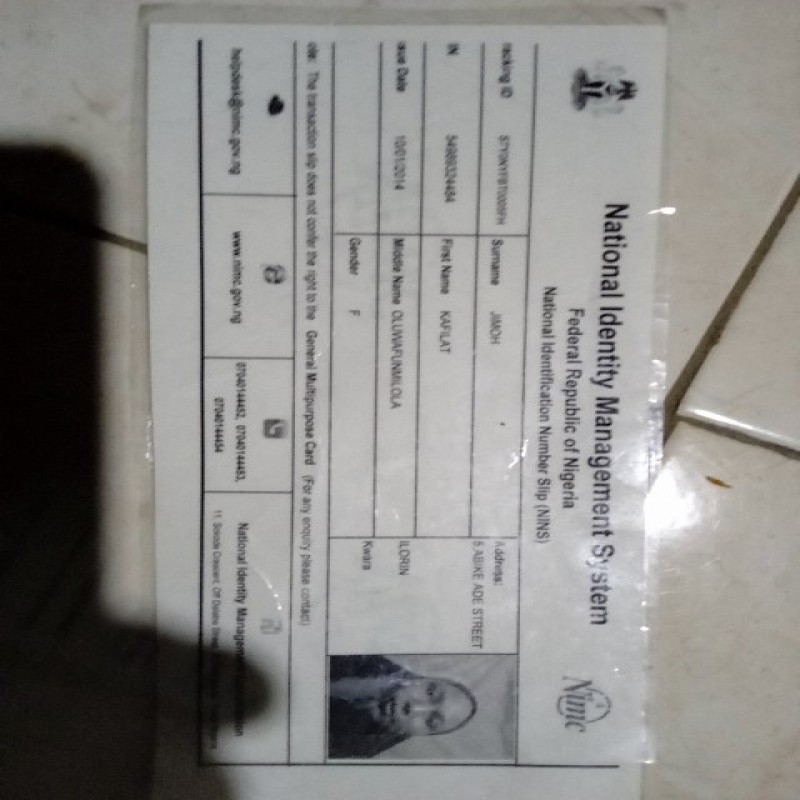 National Identity Management System
Federal Republic of Nigeria
National Identification Number Slip (NINS)
Nimc
racking ID
Surname JIMOH
Address:
5 ABIKE ADE STREET
IN 54989324484
First Name KAFILAT
ssue Date 10/01/2014
Middle Name OLUWAFUNMILOLA
ILORIN
Gender F
Kwara
ote: The transaction slip does not confer the right to the General Multipurpose Card (For any enquiry please contact)
helpdesk@nimc.gov.ng
www.nimc.gov.ng
07040144452, 07040144453,
07040144454
National Identity Management
11, Sokode Crescent, Off Dalaba Street